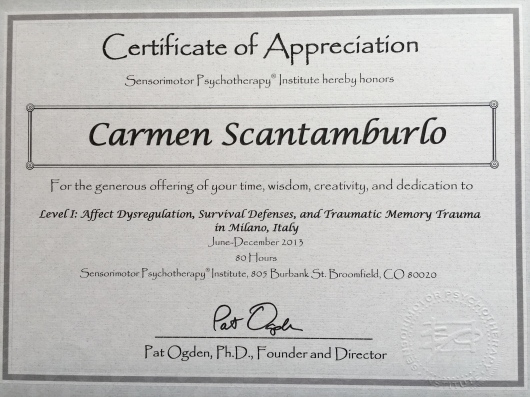 Certificate of Appreciation
Sensorimotor Psychotherapy® Institute hereby honors
Carmen Scantamburlo
For the generous offering of your time, wisdom, creativity, and dedication to
Level I: Affect Dysregulation, Survival Defenses, and Traumatic Memory Trauma
in Milano, Italy
June-December 2013
80 Hours
Sensorimotor Psychotherapy® Institute, 805 Burbank St. Broomfield, CO 80020
Pat Ogden
Pat Ogden, Ph.D., Founder and Director